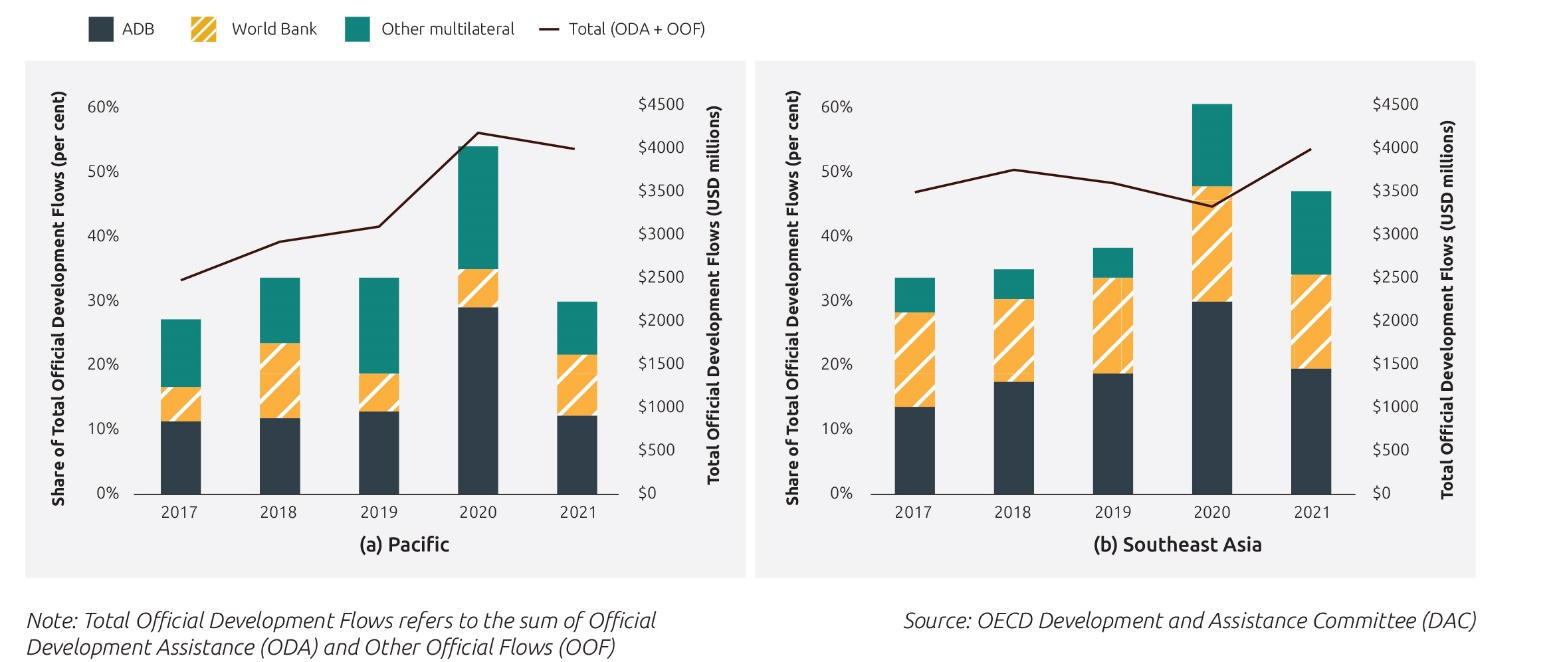 ADB World Bank Other multilateral Total (ODA + OOF)
Share of Total Official Development Flows (per cent)
60%
50%
40%
30%
20%
10%
0%
$4500
$4000
$3500
$3000
$2500
$2000
$1500
$1000
$500
$0
Total Official Development Flows (USD millions)
2017 2018 2019 2020 2021
(a) Pacific
Share of Total Official Development Flows (per cent)
60%
50%
40%
30%
20%
10%
0%
$4500
$4000
$3500
$3000
$2500
$2000
$1500
$1000
$500
$0
Total Official Development Flows (USD millions)
2017 2018 2019 2020 2021
(b) Southeast Asia
Note: Total Official Development Flows refers to the sum of Official
Development Assistance (ODA) and Other Official Flows (OOF)
Source: OECD Development and Assistance Committee (DAC)